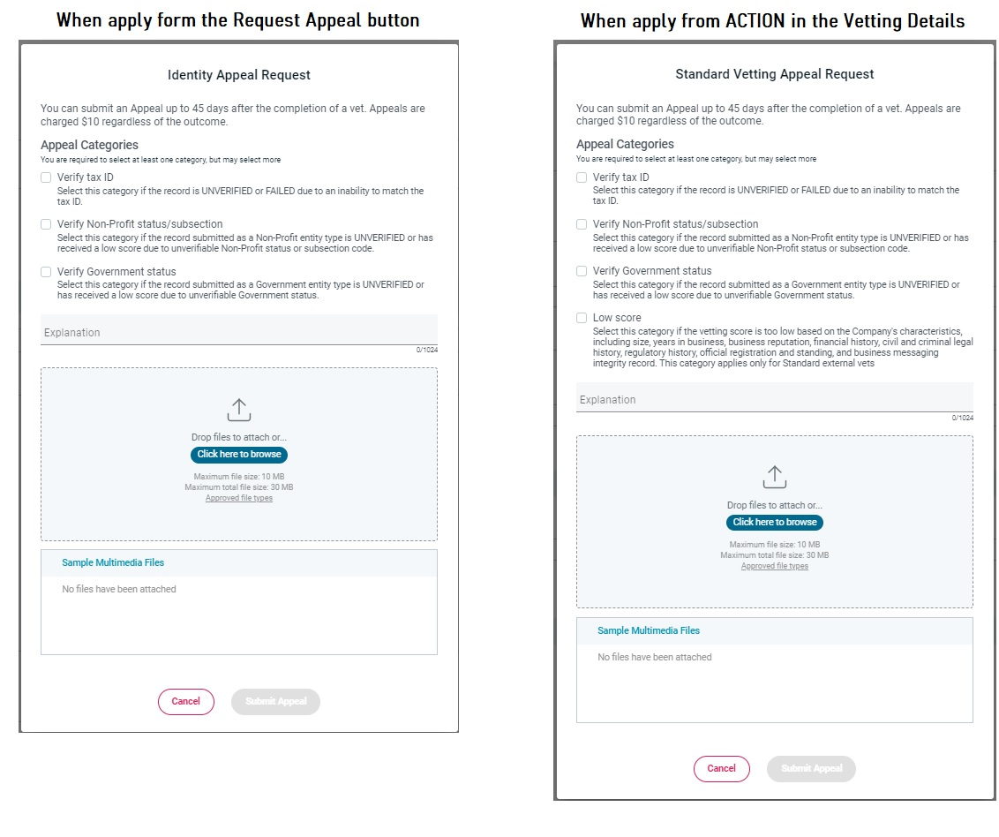 When apply form the Request Appeal button
Identity Appeal Request
You can submit an Appeal up to 45 days after the completion of a vet. Appeals are
charged $10 regardless of the outcome.
Appeal Categories
You are required to select at least one category, but may select more
Verify tax ID
Select this category if the record is UNVERIFIED or FAILED due to an inability to match the
tax ID.
Verify Non-Profit status/subsection
Select this category if the record submitted as a Non-Profit entity type is UNVERIFIED or has
received a low score due to unverifiable Non-Profit status or subsection code.
Verify Government status
Select this category if the record submitted as a Government entity type is UNVERIFIED or
has received a low score due to unverifiable Government status.
Explanation
0/1024
Drop files to attach or...
Click here to browse
Maximum file size: 10 MB
Maximum total file size: 30 MB
Approved file types
Sample Multimedia Files
No files have been attached
Cancel
Submit Appeal
When apply from ACTION in the Vetting Details
Standard Vetting Appeal Request
You can submit an Appeal up to 45 days after the completion of a vet. Appeals are
charged $10 regardless of the outcome.
Appeal Categories
You are required to select at least one category, but may select more
Verify tax ID
Select this category if the record is UNVERIFIED or FAILED due to an inability to match the
tax ID.
Verify Non-Profit status/subsection
Select this category if the record submitted as a Non-Profit entity type is UNVERIFIED or has
received a low score due to unverifiable Non-Profit status or subsection code.
Verify Government status
Select this category if the record submitted as a Government entity type is UNVERIFIED or
has received a low score due to unverifiable Government status.
Low score
Select this category if the vetting score is too low based on the Company's characteristics,
including size, years in business, business reputation, financial history, civil and criminal legal
history, regulatory history, official registration and standing, and business messaging
integrity record. This category applies only for Standard external vets
Explanation
0/1024
Drop files to attach or...
Click here to browse
Maximum file size: 10 MB
Maximum total file size: 30 MB
Approved file types
Sample Multimedia Files
No files have been attached
Cancel
Submit Appeal